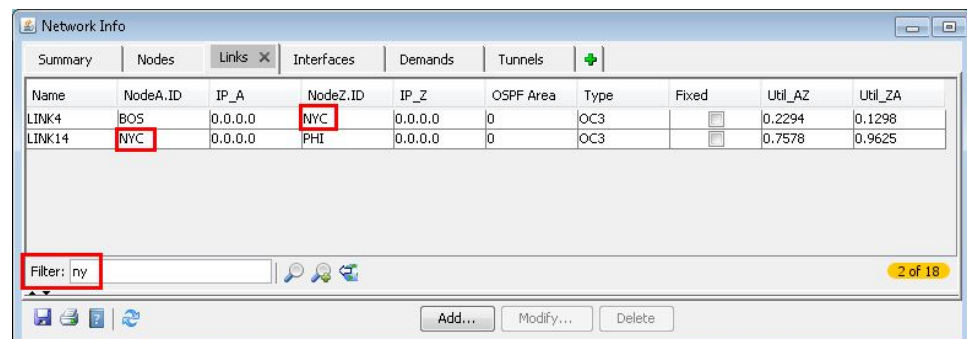 Network Info
Summary Nodes Links Interfaces Demands Tunnels
Name NodeA.ID IP_A NodeZ.ID IP_Z OSPF Area Type Fixed Util_AZ Util_ZA
LINK4 BOS 0.0.0.0 NYC 0.0.0.0 0 OC3 0.2294 0.1298
LINK14 NYC 0.0.0.0 PHI 0.0.0.0 0 OC3 0.7578 0.9625
Filter: ny 2 of 18
Add... Modify... Delete